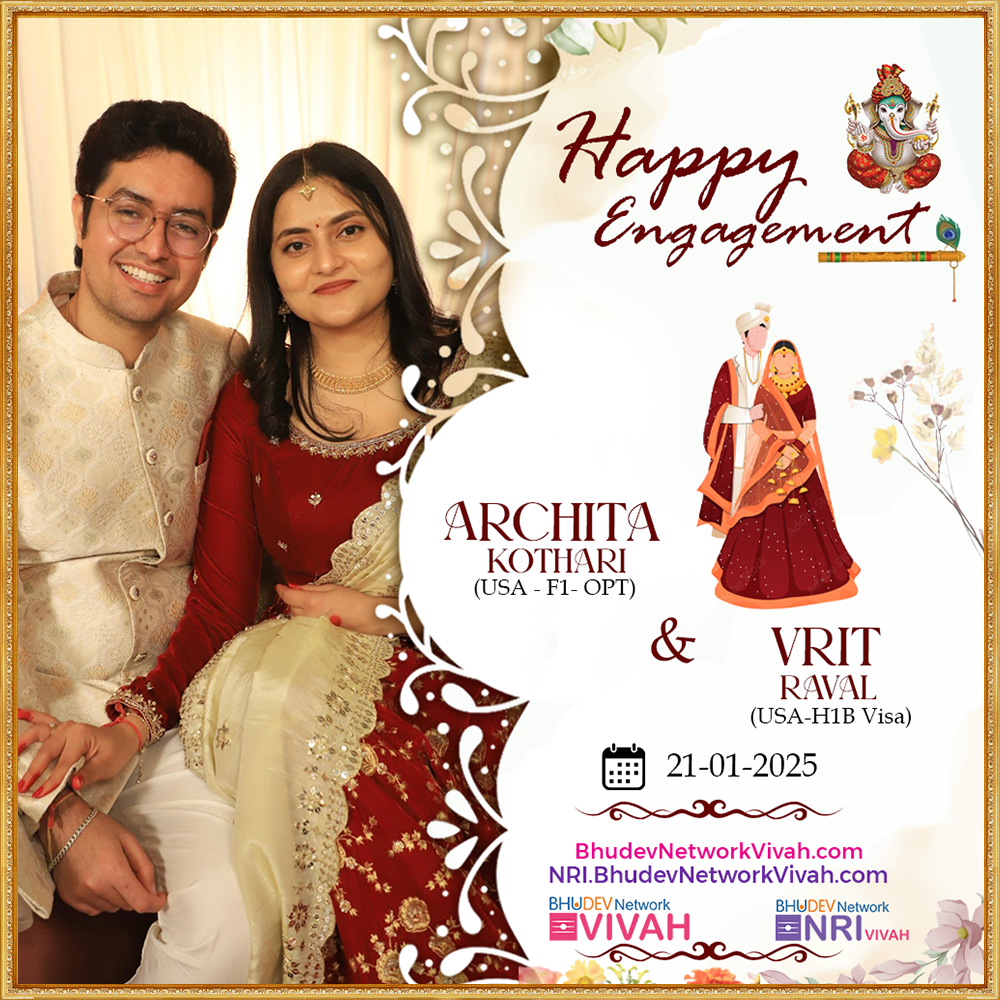 Happy
Engagement
ARCHITA
KOTHARI
(USA - F1- OPT)
&
VRIT
RAVAL
(USA-H1B Visa)
21-01-2025
BhudevNetworkVivah.com
NRI.BhudevNetworkVivah.com
BHUDEV Network
VIVAH
BHUDEV Network
NRI VIVAH